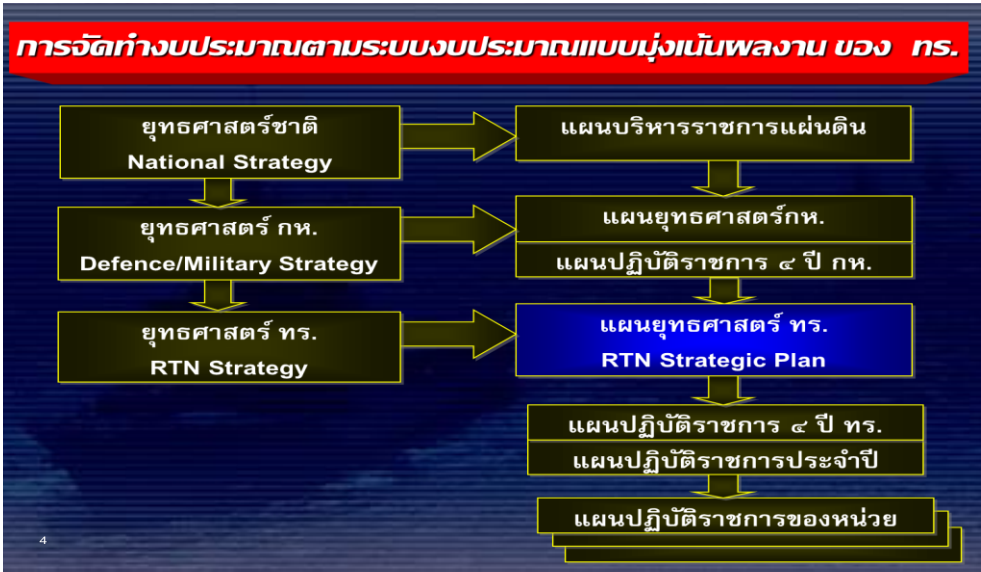 การจัดทำงบประมาณตามระบบงบประมาณแบบมุ่งเน้นผลงาน ของ ทร.
ยุทธศาสตร์ชาติ
National Strategy
แผนบริหารราชการแผ่นดิน
ยุทธศาสตร์ กห.
Defence/Military Strategy
แผนยุทธศาสตร์กห.
แผนปฏิบัติราชการ ๔ ปี กห.
ยุทธศาสตร์ ทร.
RTN Strategy
แผนยุทธศาสตร์ ทร.
RTN Strategic Plan
แผนปฏิบัติราชการ ๔ ปี ทร.
แผนปฏิบัติราชการประจำปี
แผนปฏิบัติราชการของหน่วย
4